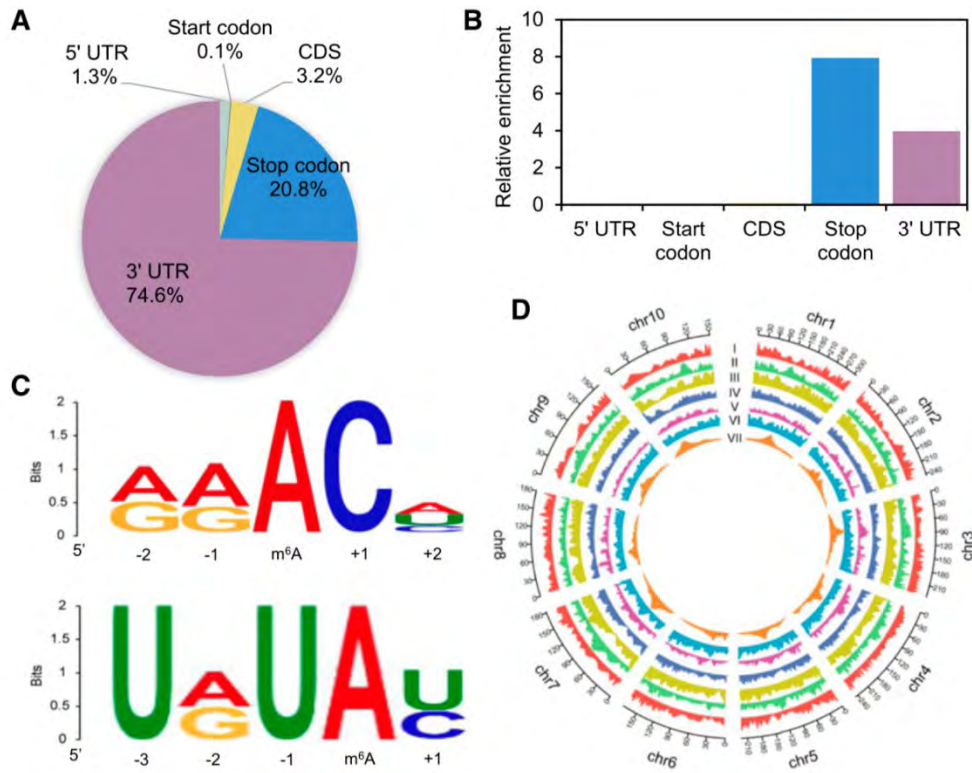 A
Start codon
0.1%
5' UTR
1.3%
CDS
3.2%
Stop codon
20.8%
3' UTR
74.6%
B
Relative enrichment
10
8
6
4
2
0
5' UTR
Start
codon
CDS
Stop
codon
3' UTR
C
Bits
2
1.5
1
0.5
0
A A A C A
G G U
C
5' -2 -1 m⁶A +1 +2
Bits
2
1.5
1
0.5
0
U A U A U
G C
5' -3 -2 -1 m⁶A +1
D
chr1
chr2
chr3
chr4
chr5
chr6
chr7
chr8
chr9
chr10
I
II
III
IV
V
VI
VII